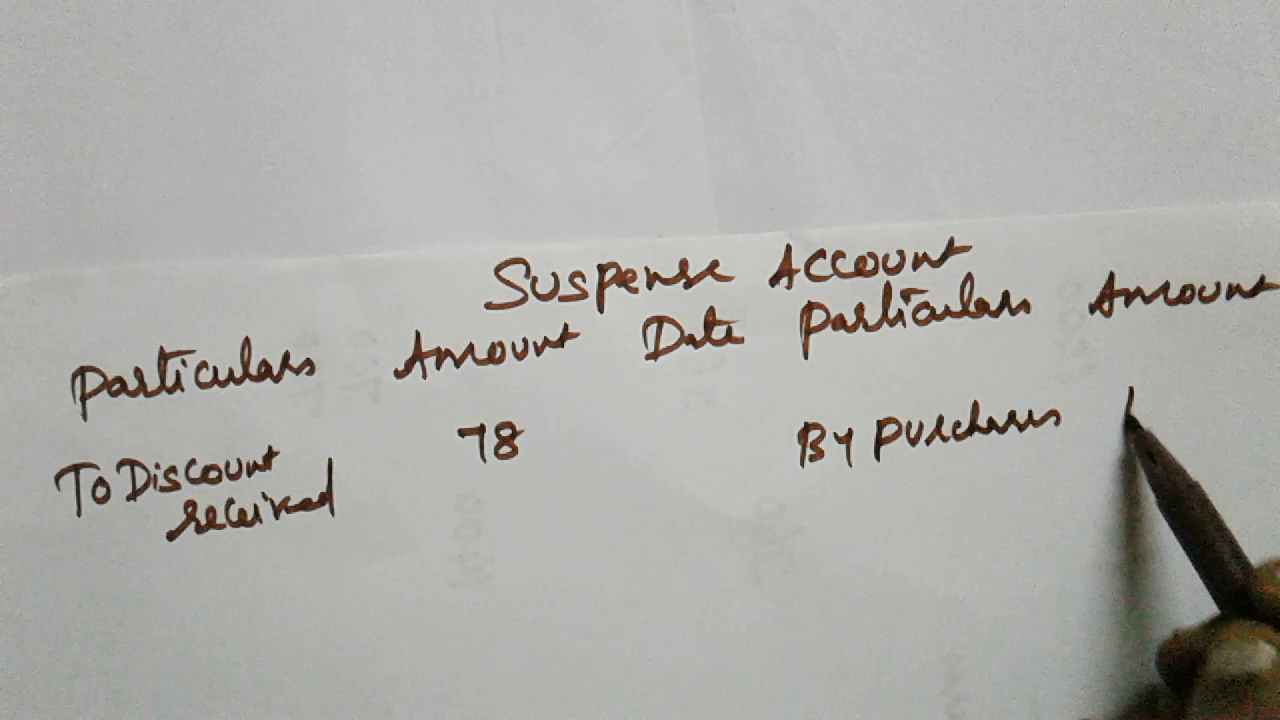 Suspense Account
Particulars Amount Date Particulars Amount
To Discount received 78 By Purchases